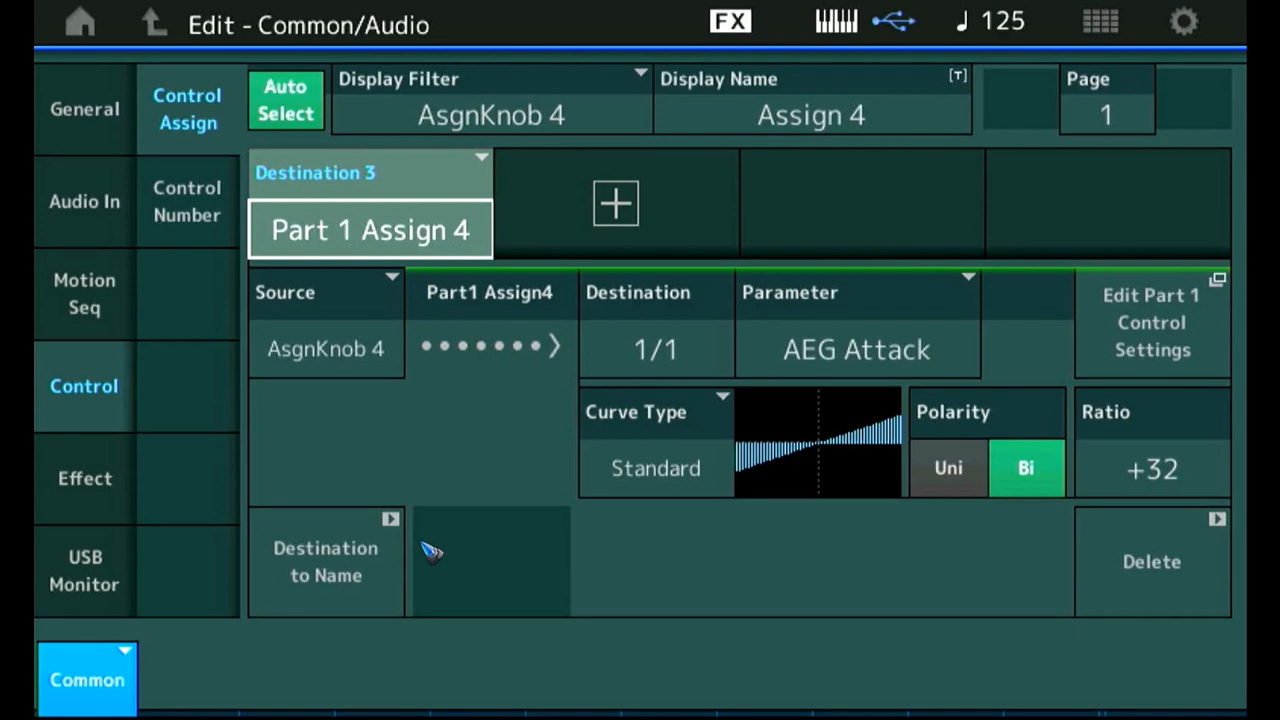 Edit - Common/Audio
FX
♩ 125
General
Audio In
Motion
Seq
Control
Effect
USB
Monitor
Common
Control
Assign
Control
Number
Auto
Select
Display Filter
AsgnKnob 4
Display Name
[T]
Assign 4
Page
1
Destination 3
Part 1 Assign 4
Source
AsgnKnob 4
Part1 Assign4
Destination
1/1
Parameter
AEG Attack
Edit Part 1
Control
Settings
Curve Type
Standard
Polarity
Uni
Bi
Ratio
+32
Destination
to Name
Delete